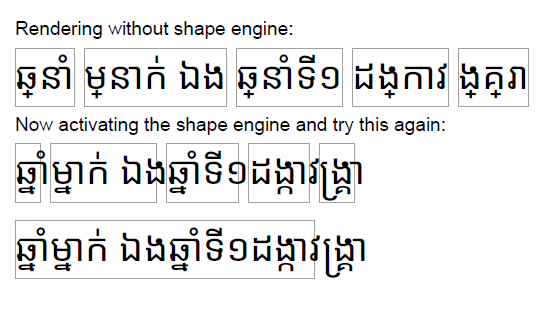 Rendering without shape engine:
ឆ្នាំ ម្នាក់ ឯង ឆ្នាំទី១ ដង្កាវ ង្គ្រា
Now activating the shape engine and try this again:
ឆ្នាំម្នាក់ ឯងឆ្នាំទី១ដង្កាវង្គ្រា
ឆ្នាំម្នាក់ ឯងឆ្នាំទី១ដង្កាវង្គ្រា